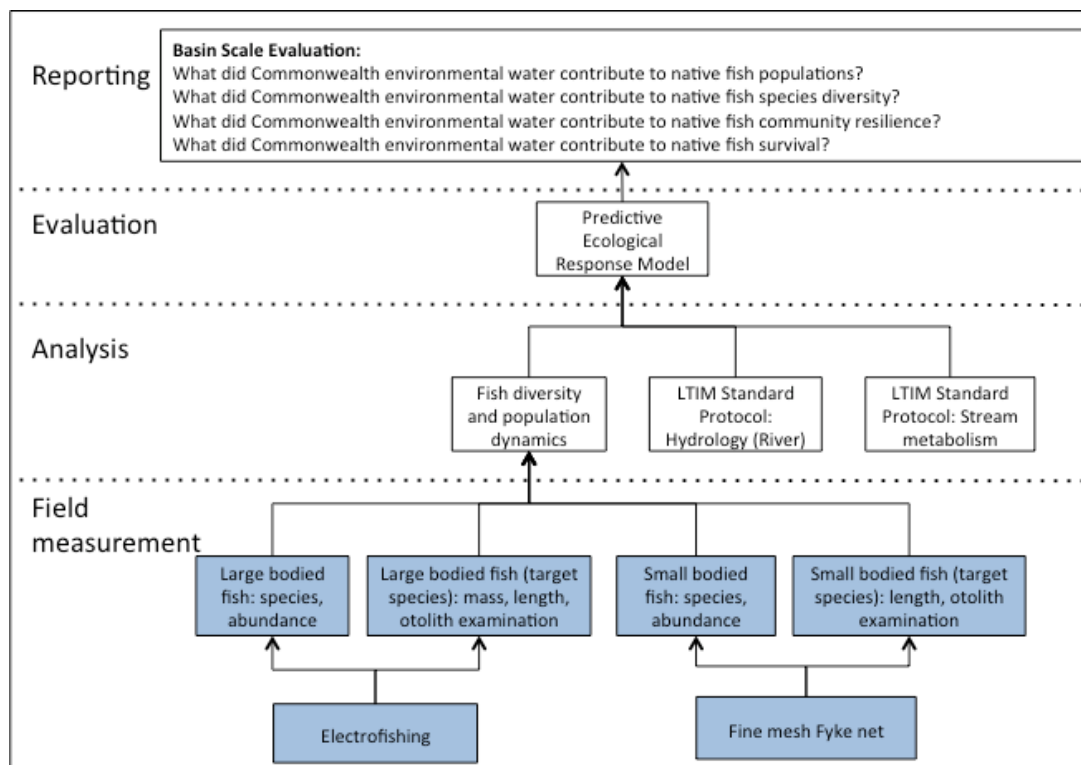 Reporting
Basin Scale Evaluation:
What did Commonwealth environmental water contribute to native fish populations?
What did Commonwealth environmental water contribute to native fish species diversity?
What did Commonwealth environmental water contribute to native fish community resilience?
What did Commonwealth environmental water contribute to native fish survival?
Evaluation
Predictive
Ecological
Response Model
Analysis
Fish diversity
and population
dynamics
LTIM Standard
Protocol:
Hydrology (River)
LTIM Standard
Protocol: Stream
metabolism
Field
measurement
Large bodied
fish: species,
abundance
Large bodied fish (target
species): mass, length,
otolith examination
Small bodied
fish: species,
abundance
Small bodied fish (target
species): length, otolith
examination
Electrofishing
Fine mesh Fyke net